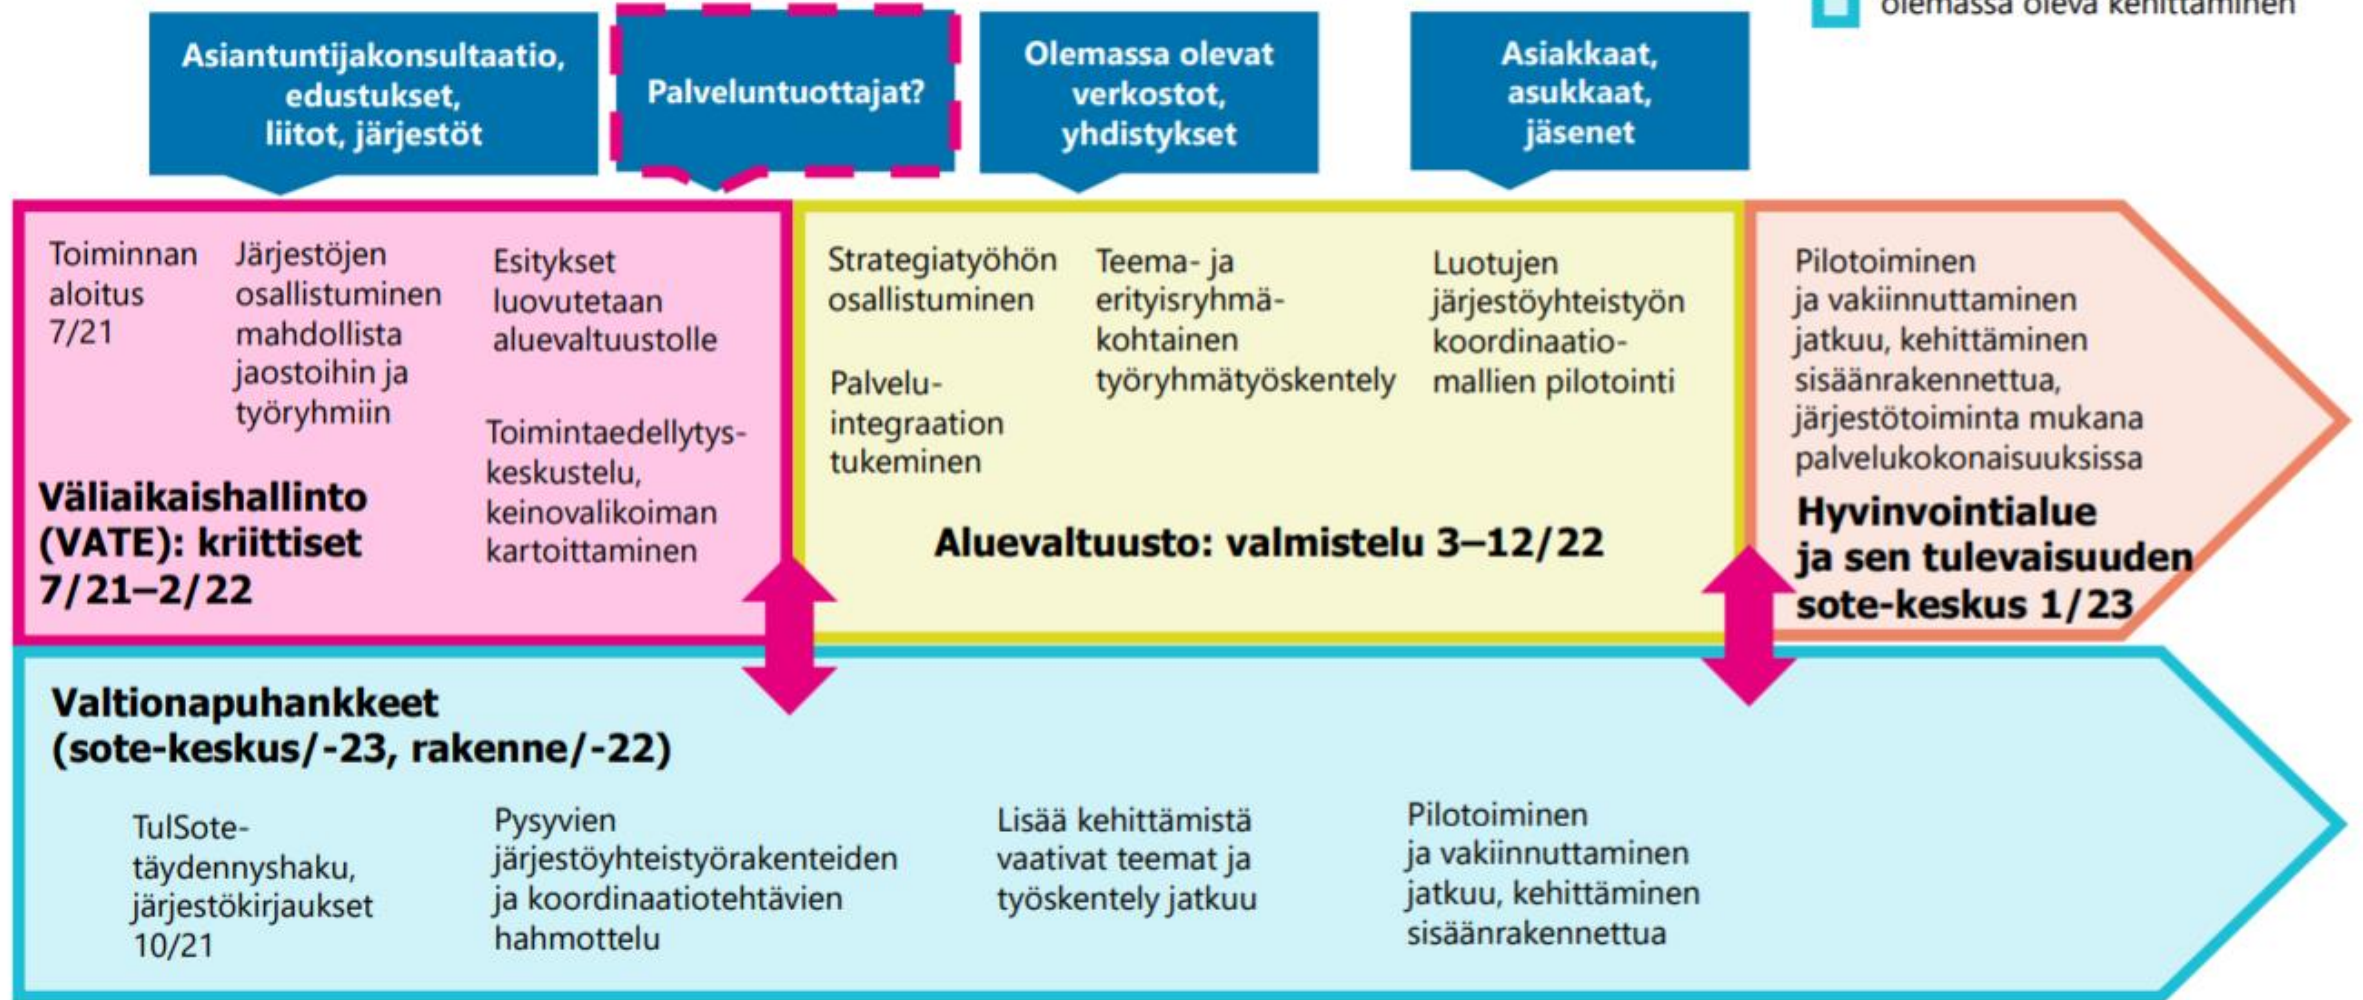 olemassa oleva kehittäminen
Asiantuntijakonsultaatio,
edustukset,
liitot, järjestöt
Palveluntuottajat?
Olemassa olevat
verkostot,
yhdistykset
Asiakkaat,
asukkaat,
jäsenet
Toiminnan
aloitus
7/21
Järjestöjen
osallistuminen
mahdollista
jaostoihin ja
työryhmiin
Esitykset
luovutetaan
aluevaltuustolle
Toimintaedellytys-
keskustelu,
keinovalikoiman
kartoittaminen
Väliaikaishallinto
(VATE): kriittiset
7/21–2/22
Strategiatyöhön
osallistuminen
Palvelu-
integraation
tukeminen
Teema- ja
erityisryhmä-
kohtainen
työryhmätyöskentely
Luotujen
järjestöyhteistyön
koordinaatio-
mallien pilotointi
Aluevaltuusto: valmistelu 3–12/22
Pilotoiminen
ja vakiinnuttaminen
jatkuu, kehittäminen
sisäänrakennettua,
järjestötoiminta mukana
palvelukokonaisuuksissa
Hyvinvointialue
ja sen tulevaisuuden
sote-keskus 1/23
Valtionapuhankkeet
(sote-keskus/-23, rakenne/-22)
TulSote-
täydennyshaku,
järjestökirjaukset
10/21
Pysyvien
järjestöyhteistyörakenteiden
ja koordinaatiotehtävien
hahmottelu
Lisää kehittämistä
vaativat teemat ja
työskentely jatkuu
Pilotoiminen
ja vakiinnuttaminen
jatkuu, kehittäminen
sisäänrakennettua